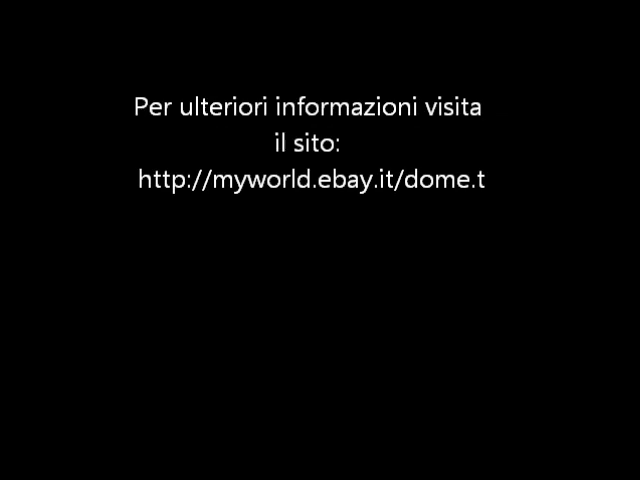 Per ulteriori informazioni visita
il sito:
http://myworld.ebay.it/dome.t